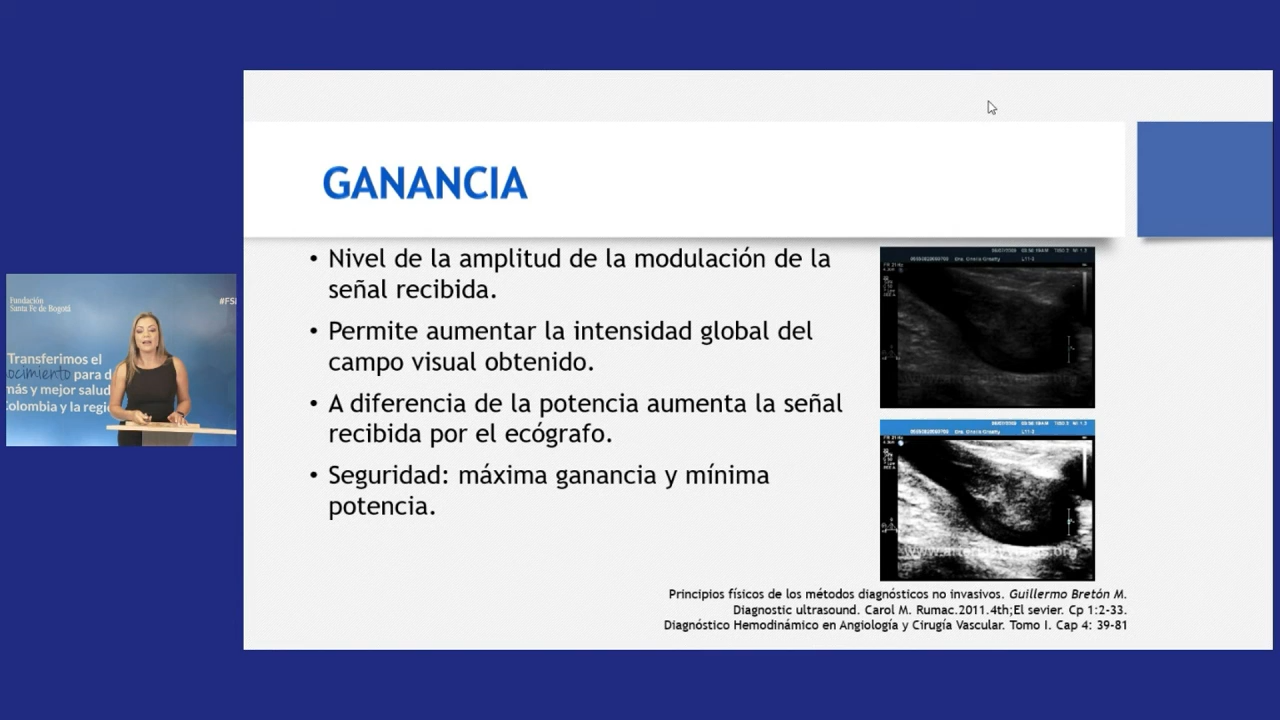 GANANCIA
• Nivel de la amplitud de la modulación de la
señal recibida.
• Permite aumentar la intensidad global del
campo visual obtenido.
• A diferencia de la potencia aumenta la señal
recibida por el ecógrafo.
• Seguridad: máxima ganancia y mínima
potencia.
Fundación
Santa Fe de Bogotá
Transferimos el
ocimiento para d
más y mejor salud
Colombia y la regió
Principios físicos de los métodos diagnósticos no invasivos. Guillermo Bretón M.
Diagnostic ultrasound. Carol M. Rumac.2011.4th;El sevier. Cp 1:2-33.
Diagnóstico Hemodinámico en Angiología y Cirugía Vascular. Tomo I. Cap 4: 39-81